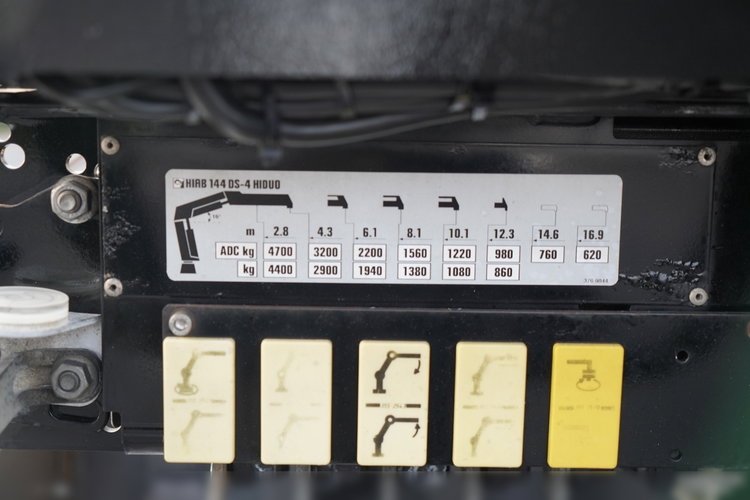 HIAB 144 DS-4 HIDUO
10°
m 2.8 4.3 6.1 8.1 10.1 12.3 14.6 16.9
ADC kg 4700 3200 2200 1560 1220 980 760 620
kg 4400 2900 1940 1380 1080 860